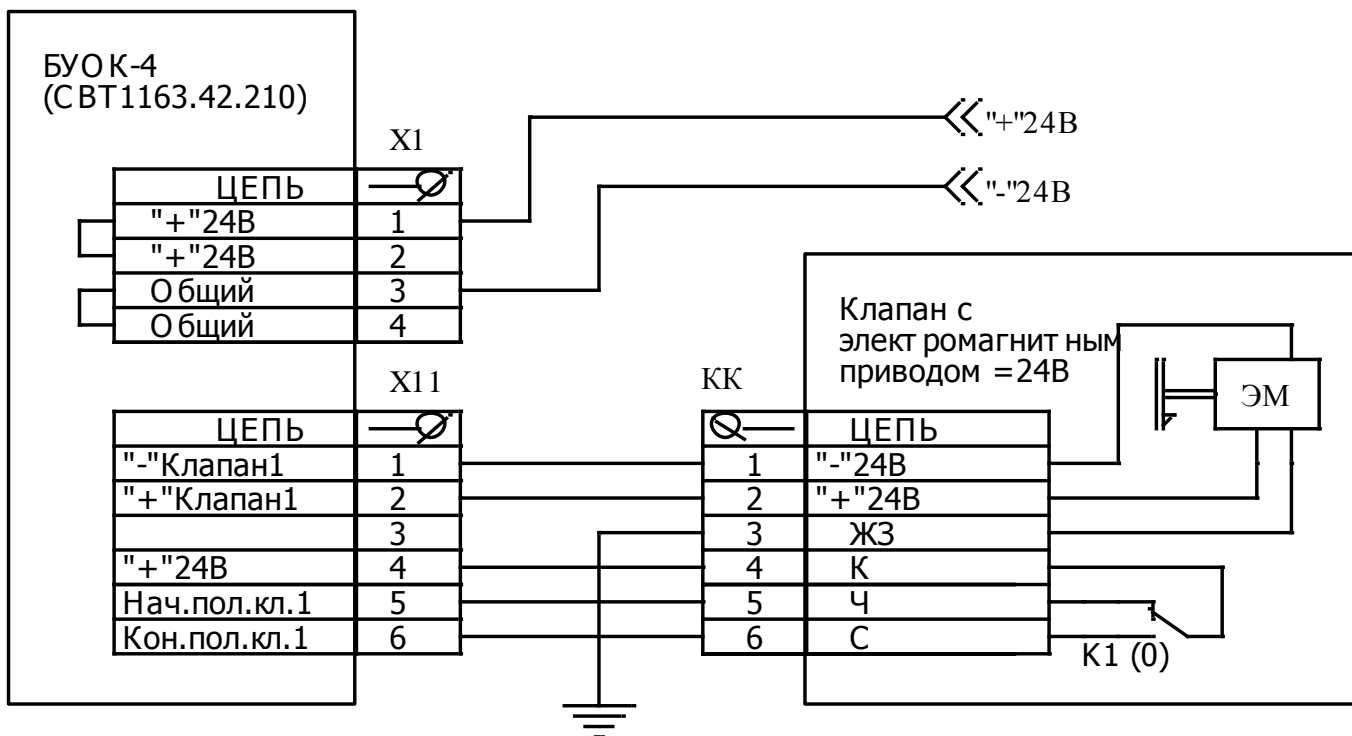 БУОК-4
(СВТ1163.42.210)
X1
ЦЕПЬ
"+"24В 1
"+"24В 2
Общий 3
Общий 4
"+"24В
"-"24В
X11
ЦЕПЬ
"-"Клапан1 1
"+"Клапан1 2
3
"+"24В 4
Нач.пол.кл.1 5
Кон.пол.кл.1 6
КК
ЦЕПЬ
1 "-"24В
2 "+"24В
3 ЖЗ
4 К
5 Ч
6 С
Клапан с
электромагнитным
приводом =24В
ЭМ
К1 (0)